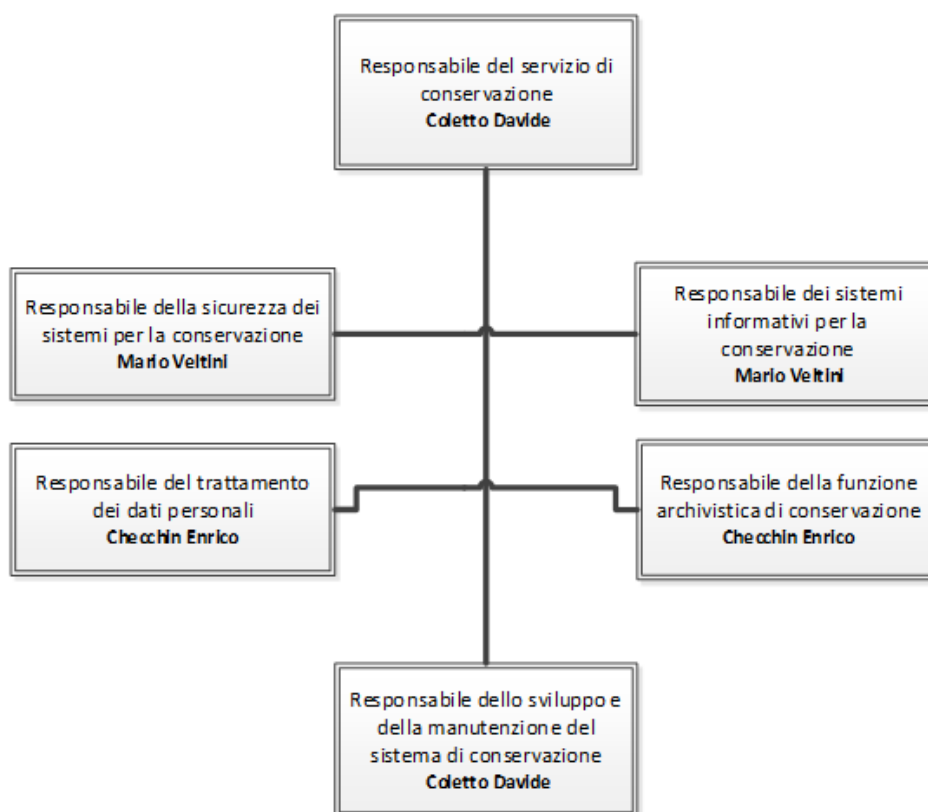 Responsabile del servizio di
conservazione
Coletto Davide
Responsabile della sicurezza dei
sistemi per la conservazione
Mario Veltini
Responsabile dei sistemi
informativi per la
conservazione
Mario Veltini
Responsabile del trattamento
dei dati personali
Checchin Enrico
Responsabile della funzione
archivistica di conservazione
Checchin Enrico
Responsabile dello sviluppo e
della manutenzione del
sistema di conservazione
Coletto Davide